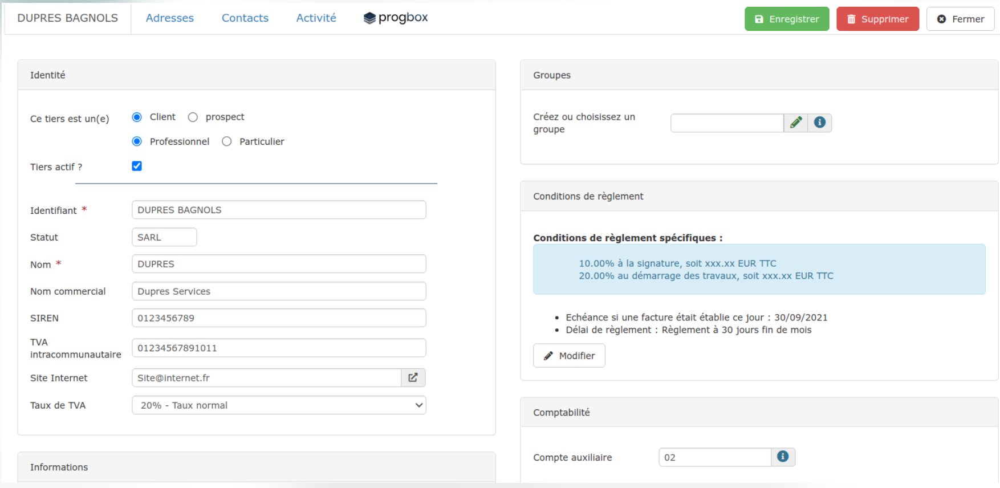 DUPRES BAGNOLS
Adresses
Contacts
Activité
progbox
Enregistrer
Supprimer
Fermer
Identité
Ce tiers est un(e)
Client
prospect
Professionnel
Particulier
Tiers actif ?
Identifiant *
DUPRES BAGNOLS
Statut
SARL
Nom *
DUPRES
Nom commercial
Dupres Services
SIREN
0123456789
TVA
intracommunautaire
01234567891011
Site Internet
Site@internet.fr
Taux de TVA
20% - Taux normal
Informations
Groupes
Créez ou choisissez un
groupe
Conditions de règlement
Conditions de règlement spécifiques :
10.00% à la signature, soit xxx.xx EUR TTC
20.00% au démarrage des travaux, soit xxx.xx EUR TTC
• Echéance si une facture était établie ce jour : 30/09/2021
• Délai de règlement : Règlement à 30 jours fin de mois
Modifier
Comptabilité
Compte auxiliaire
02